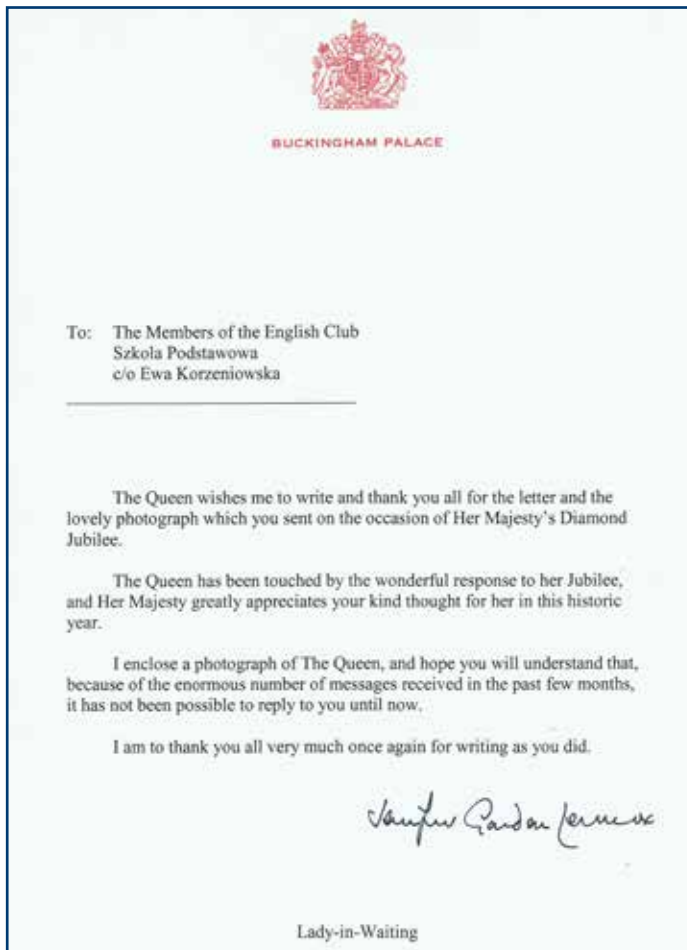 BUCKINGHAM PALACE
To: The Members of the English Club
Szkola Podstawowa
c/o Ewa Korzeniowska
The Queen wishes me to write and thank you all for the letter and the
lovely photograph which you sent on the occasion of Her Majesty's Diamond
Jubilee.
The Queen has been touched by the wonderful response to her Jubilee,
and Her Majesty greatly appreciates your kind thought for her in this historic
year.
I enclose a photograph of The Queen, and hope you will understand that,
because of the enormous number of messages received in the past few months,
it has not been possible to reply to you until now.
I am to thank you all very much once again for writing as you did.
Gordon Lennox
Lady-in-Waiting